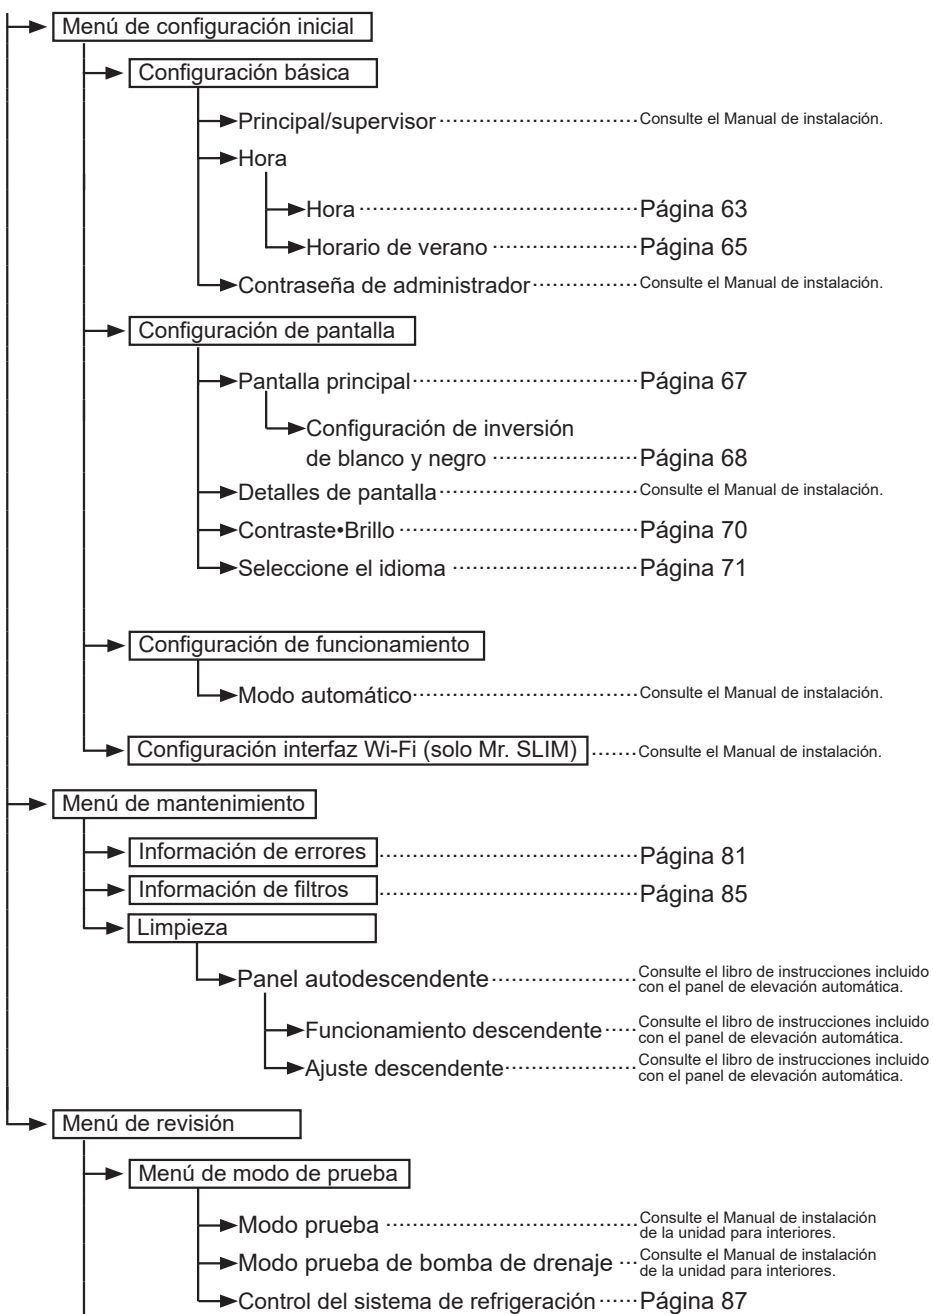 Menú de configuración inicial
Configuración básica
Principal/supervisor ............................ Consulte el Manual de instalación.
Hora
Hora ............................ Página 63
Horario de verano ............................ Página 65
Contraseña de administrador ............................ Consulte el Manual de instalación.
Configuración de pantalla
Pantalla principal ............................ Página 67
Configuración de inversión
de blanco y negro ............................ Página 68
Detalles de pantalla ............................ Consulte el Manual de instalación.
Contraste•Brillo ............................ Página 70
Seleccione el idioma ............................ Página 71
Configuración de funcionamiento
Modo automático ............................ Consulte el Manual de instalación.
Configuración interfaz Wi-Fi (solo Mr. SLIM) ....... Consulte el Manual de instalación.
Menú de mantenimiento
Información de errores ............................ Página 81
Información de filtros ............................ Página 85
Limpieza
Panel autodescendente ............................ Consulte el libro de instrucciones incluido
con el panel de elevación automática.
Funcionamiento descendente ..... Consulte el libro de instrucciones incluido
con el panel de elevación automática.
Ajuste descendente ............................ Consulte el libro de instrucciones incluido
con el panel de elevación automática.
Menú de revisión
Menú de modo de prueba
Modo prueba ............................ Consulte el Manual de instalación
de la unidad para interiores.
Modo prueba de bomba de drenaje ... Consulte el Manual de instalación
de la unidad para interiores.
Control del sistema de refrigeración ...... Página 87